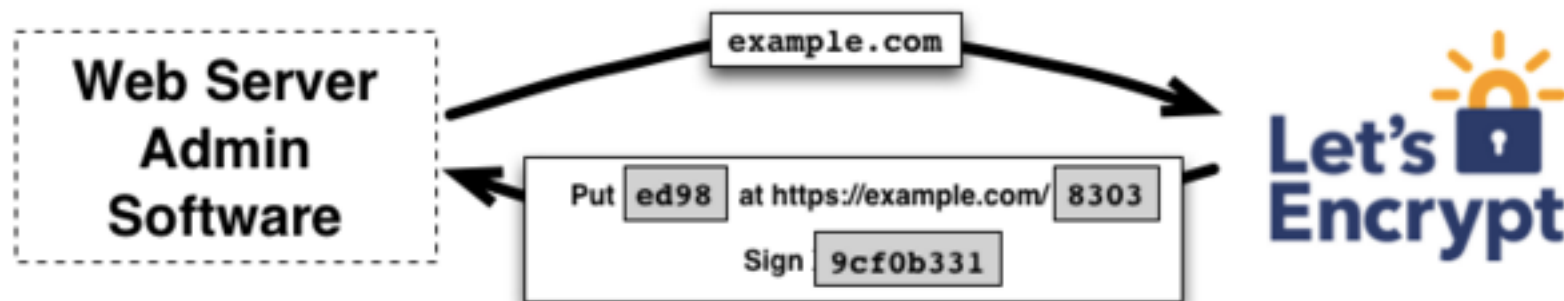 Web Server
Admin
Software
example.com
Put ed98 at https://example.com/ 8303
Sign 9cf0b331
Let's
Encrypt